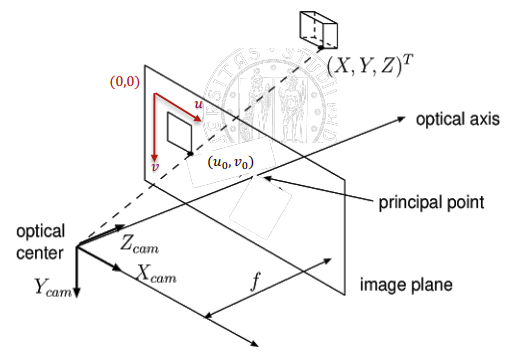 (X, Y, Z)^T
(0,0)
u
optical axis
v
(u_0, v_0)
principal point
optical
center
Z_{cam}
X_{cam}
Y_{cam}
f
image plane